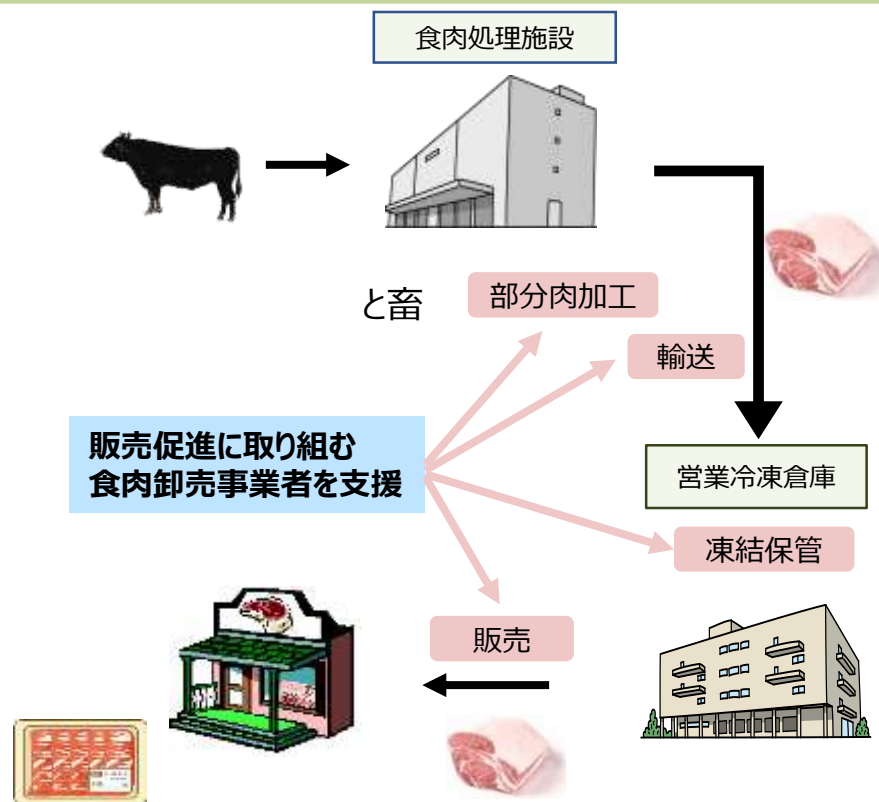 食肉処理施設
と畜
部分肉加工
輸送
販売促進に取り組む
食肉卸売事業者を支援
営業冷凍倉庫
凍結保管
販売